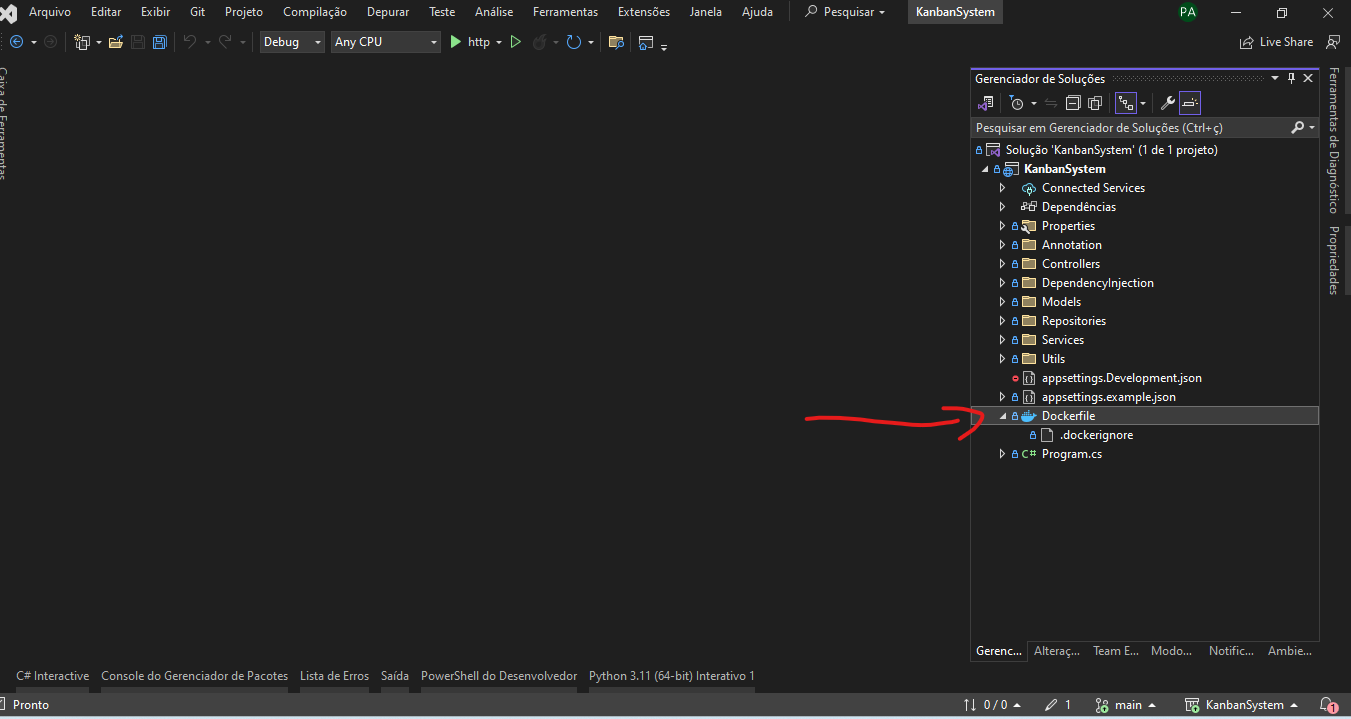 Arquivo Editar Exibir Git Projeto Compilação Depurar Teste Análise Ferramentas Extensões Janela Ajuda Pesquisar KanbanSystem PA
Debug Any CPU http Live Share
Caixa de Ferramentas
Gerenciador de Soluções
Pesquisar em Gerenciador de Soluções (Ctrl+ç)
Solução 'KanbanSystem' (1 de 1 projeto)
KanbanSystem
Connected Services
Dependências
Properties
Annotation
Controllers
DependencyInjection
Models
Repositories
Services
Utils
appsettings.Development.json
appsettings.example.json
Dockerfile
.dockerignore
C# Program.cs
Ferramentas de Diagnóstico
Propriedades
Gerenc... Alteraç... Team E... Modo... Notific... Ambie...
C# Interactive Console do Gerenciador de Pacotes Lista de Erros Saída PowerShell do Desenvolvedor Python 3.11 (64-bit) Interativo 1
Pronto 0 / 0 1 main KanbanSystem 1